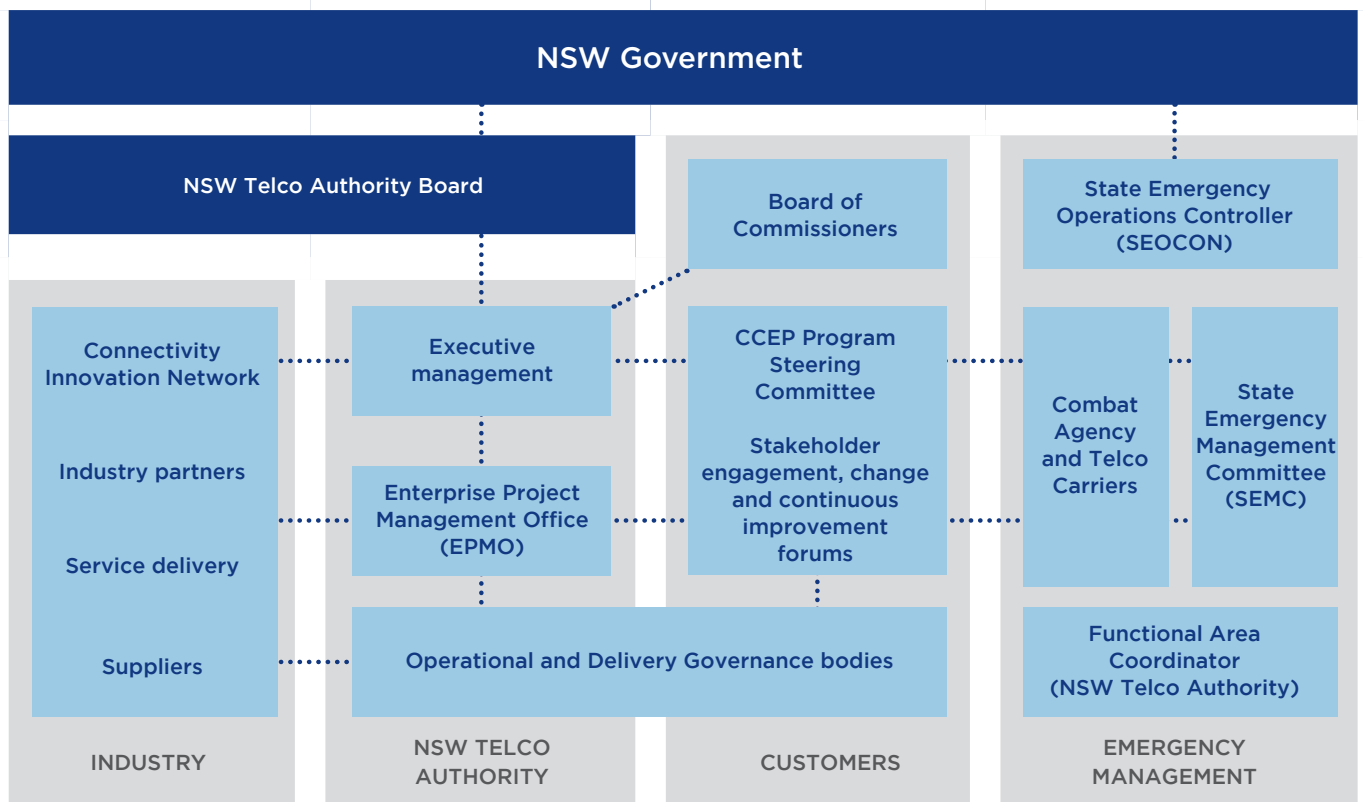 NSW Government
NSW Telco Authority Board
Board of
Commissioners
State Emergency
Operations Controller
(SEOCON)
Connectivity
Innovation Network
Industry partners
Service delivery
Suppliers
Executive
management
Enterprise Project
Management Office
(EPMO)
CCEP Program
Steering
Committee
Stakeholder
engagement, change
and continuous
improvement
forums
Combat
Agency
and Telco
Carriers
State
Emergency
Management
Committee
(SEMC)
Operational and Delivery Governance bodies
Functional Area
Coordinator
(NSW Telco Authority)
INDUSTRY
NSW TELCO
AUTHORITY
CUSTOMERS
EMERGENCY
MANAGEMENT